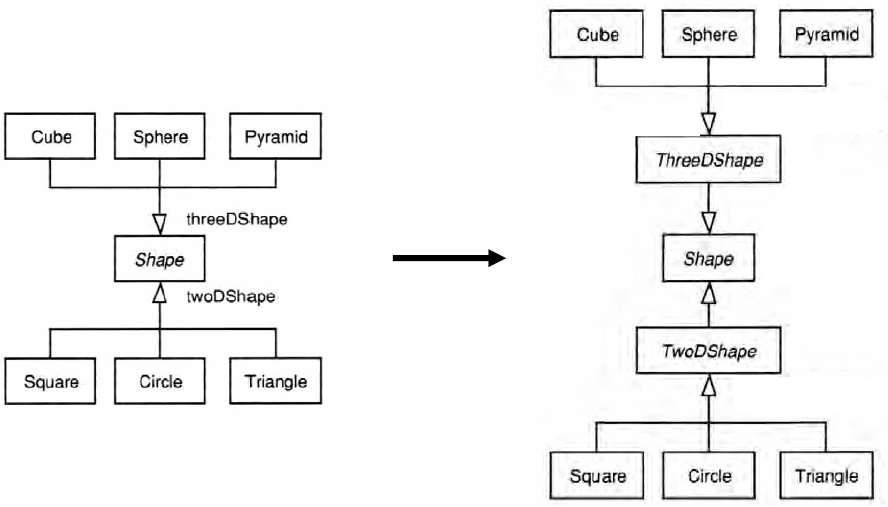 Cube Sphere Pyramid
threeDShape
Shape
twoDShape
Square Circle Triangle
Cube Sphere Pyramid
ThreeDShape
Shape
TwoDShape
Square Circle Triangle